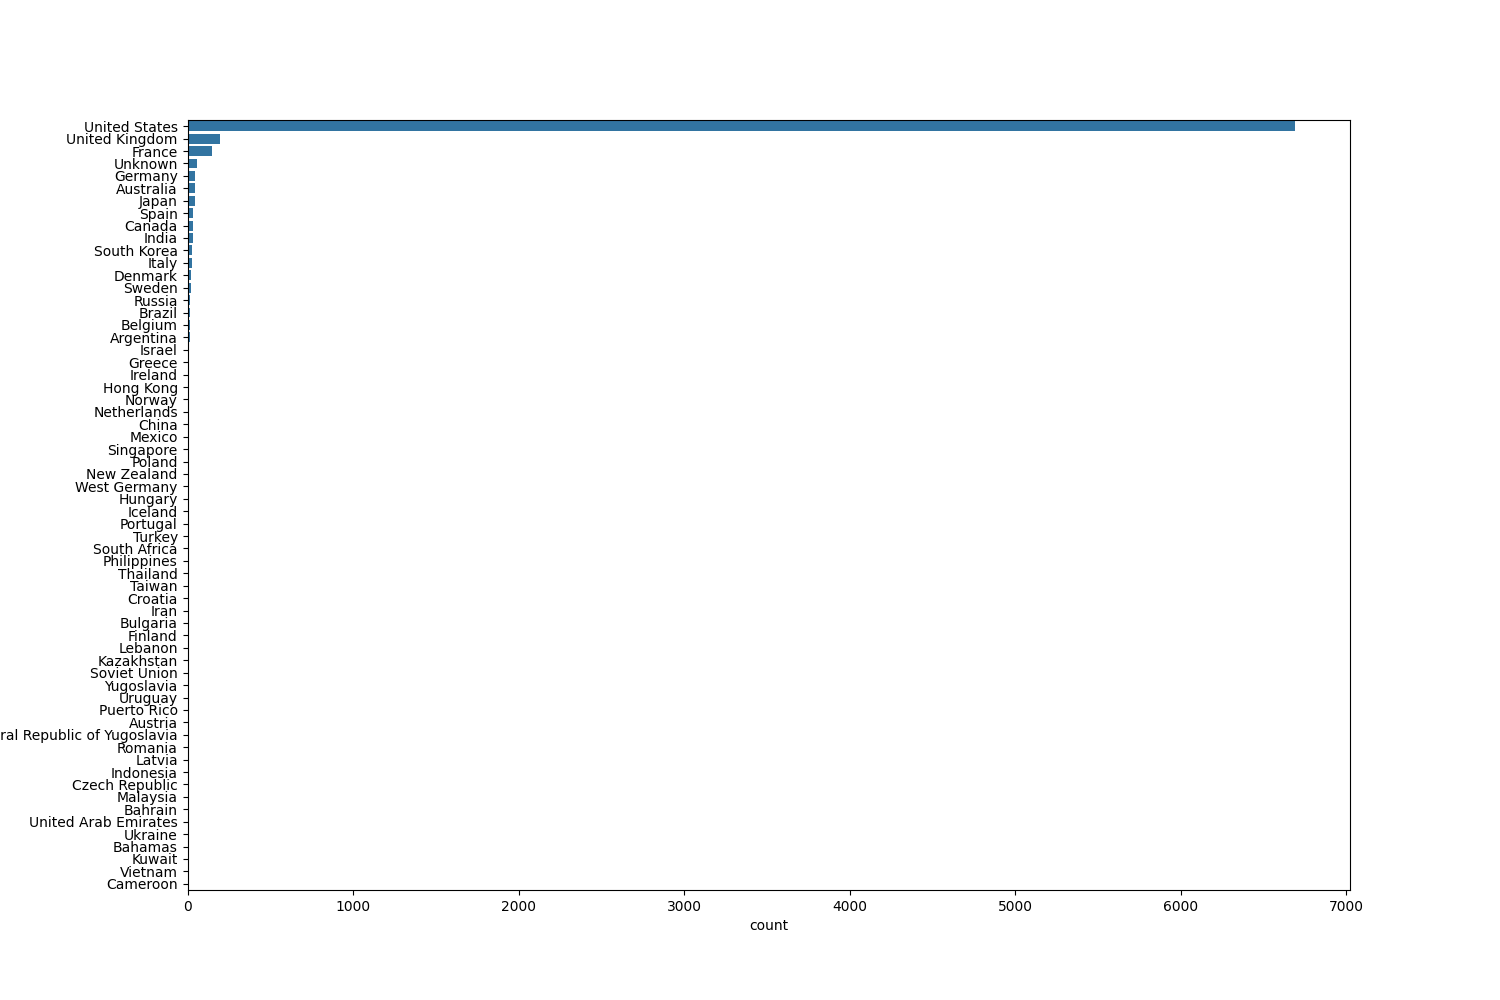 United States
United Kingdom
France
Unknown
Germany
Australia
Japan
Spain
Canada
India
South Korea
Italy
Denmark
Sweden
Russia
Brazil
Belgium
Argentina
Israel
Greece
Ireland
Hong Kong
Norway
Netherlands
China
Mexico
Singapore
Poland
New Zealand
West Germany
Hungary
Iceland
Portugal
Turkey
South Africa
Philippines
Thailand
Taiwan
Croatia
Iran
Bulgaria
Finland
Lebanon
Kazakhstan
Soviet Union
Yugoslavia
Uruguay
Puerto Rico
Austria
ral Republic of Yugoslavia
Romania
Latvia
Indonesia
Czech Republic
Malaysia
Bahrain
United Arab Emirates
Ukraine
Bahamas
Kuwait
Vietnam
Cameroon
0 1000 2000 3000 4000 5000 6000 7000
count